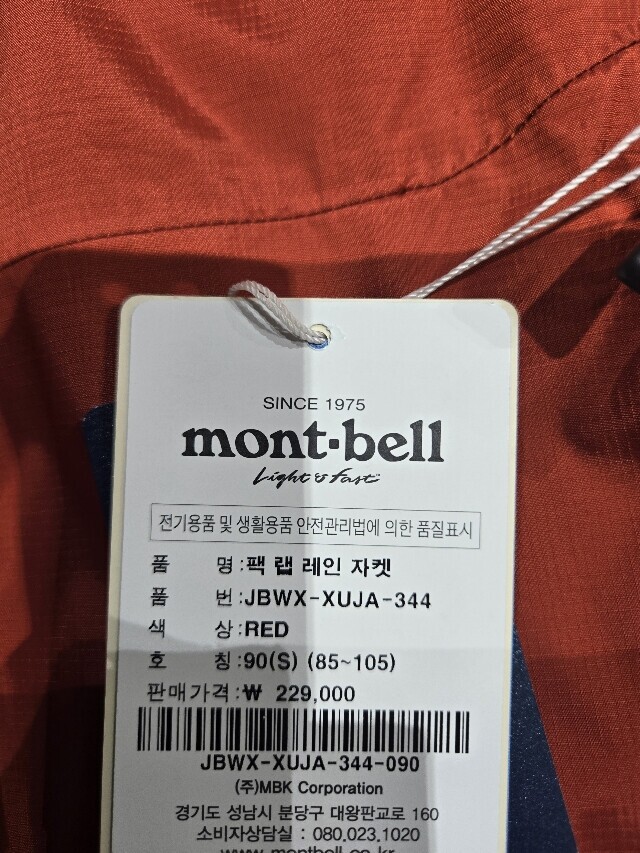 SINCE 1975
mont-bell
Light & Fast
전기용품 및 생활용품 안전관리법에 의한 품질표시
품 명:팩 랩 레인 자켓
품 번:JBWX-XUJA-344
색 상:RED
호 칭:90(S) (85~105)
판매가격:₩ 229,000
JBWX-XUJA-344-090
(주)MBK Corporation
경기도 성남시 분당구 대왕판교로 160
소비자상담실 : 080.023.1020
www.montbell.co.kr